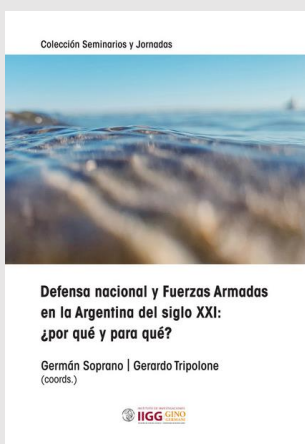 Colección Seminarios y Jornadas
Defensa nacional y Fuerzas Armadas
en la Argentina del siglo XXI:
¿por qué y para qué?
Germán Soprano | Gerardo Tripolone
(coords.)
IIGG GINO
GERMANI